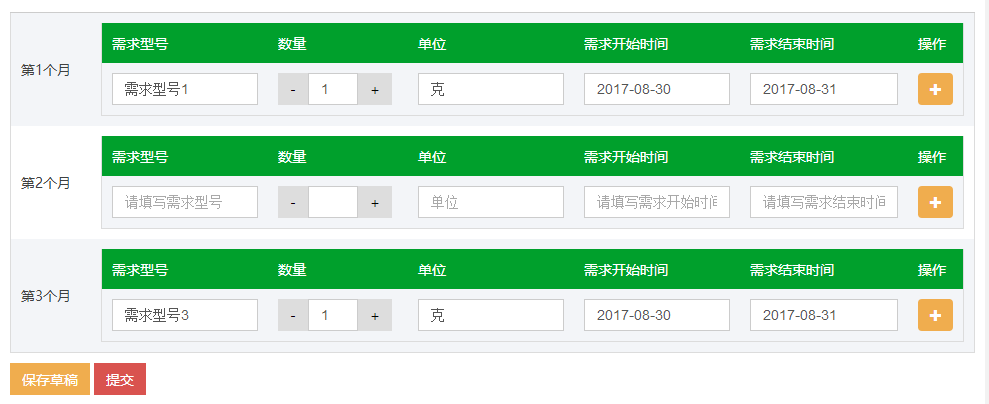 需求型号 数量 单位 需求开始时间 需求结束时间 操作
第1个月
需求型号1 - 1 + 克 2017-08-30 2017-08-31 +
需求型号 数量 单位 需求开始时间 需求结束时间 操作
第2个月
请填写需求型号 - + 单位 请填写需求开始时间 请填写需求结束时间 +
需求型号 数量 单位 需求开始时间 需求结束时间 操作
第3个月
需求型号3 - 1 + 克 2017-08-30 2017-08-31 +
保存草稿 提交